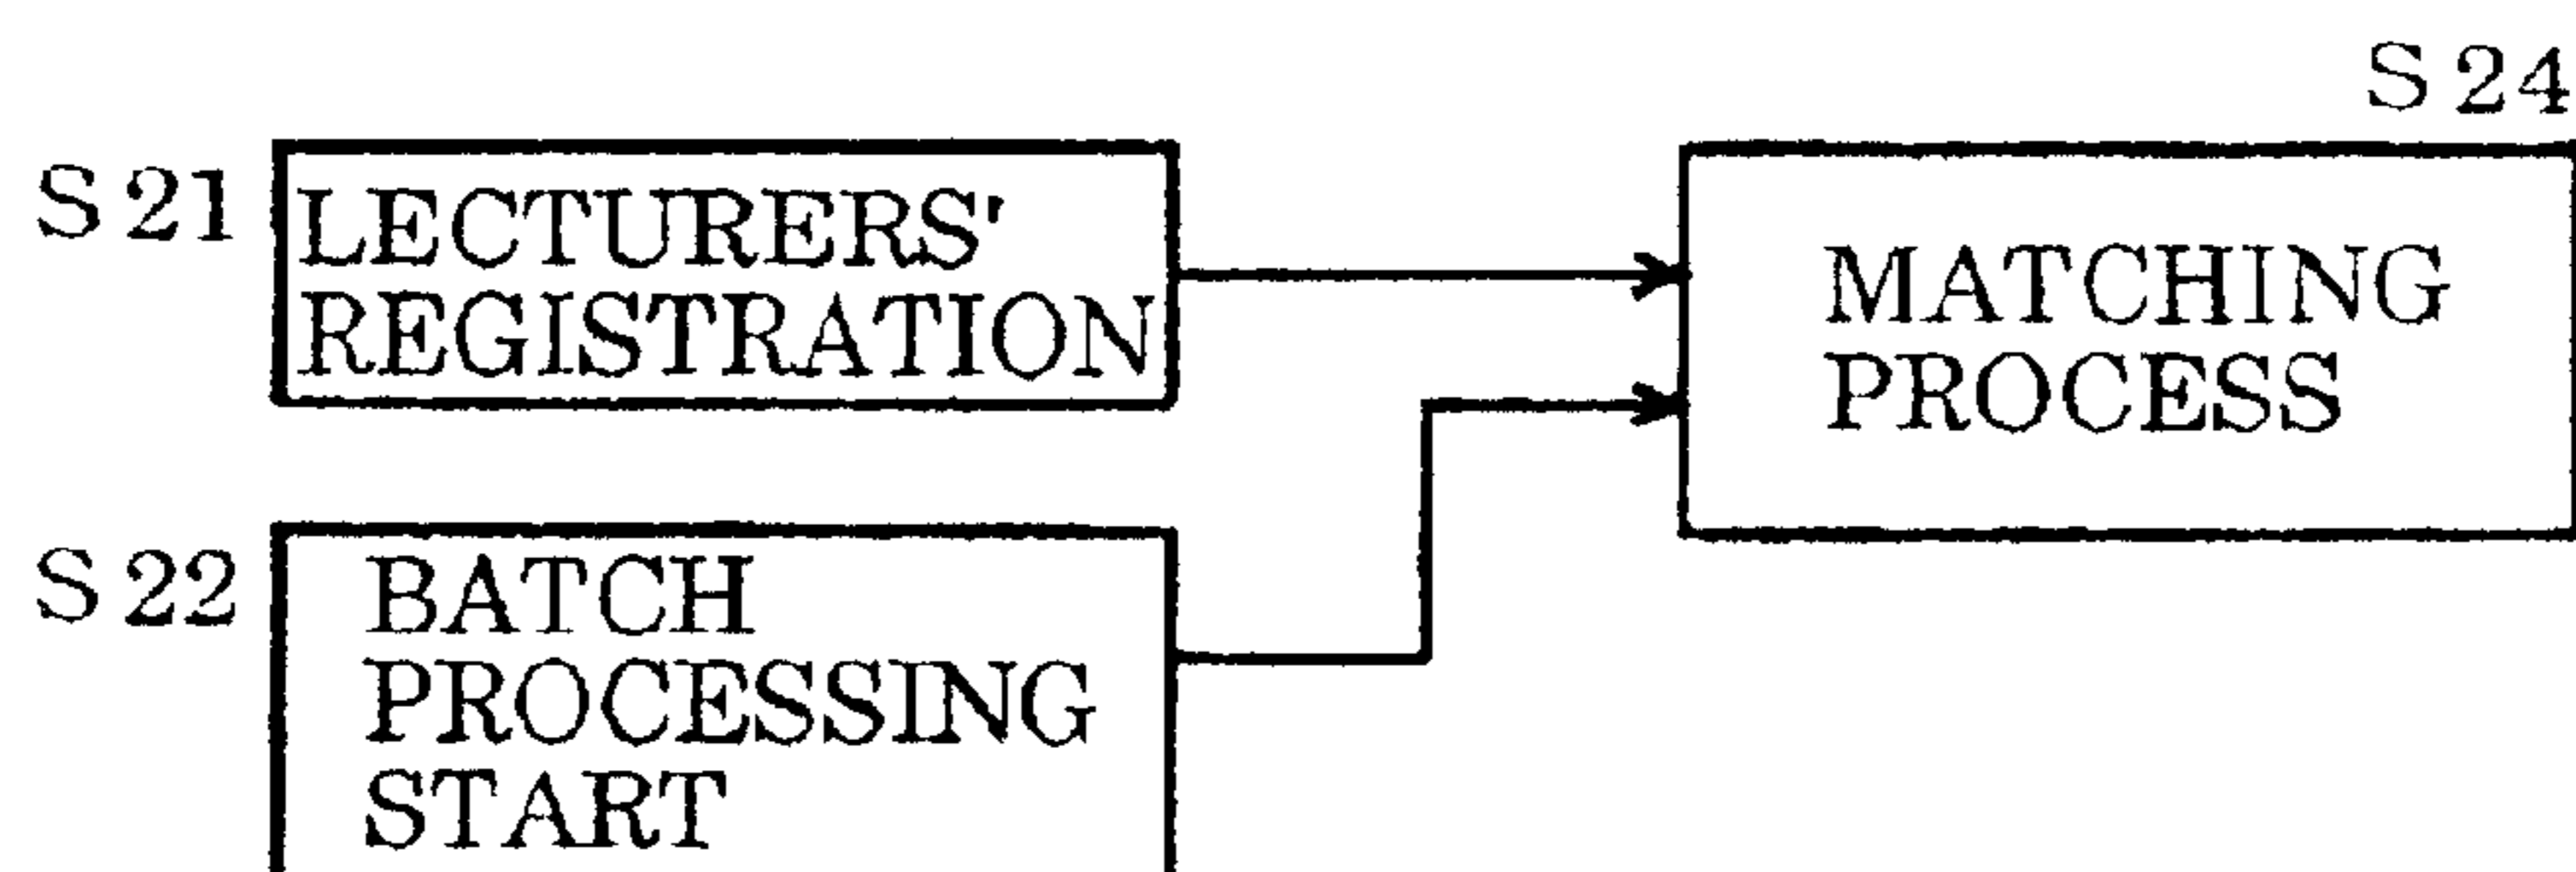 S24
S21
LECTURERS'
REGISTRATION
MATCHING
PROCESS
S22
BATCH
PROCESSING
START